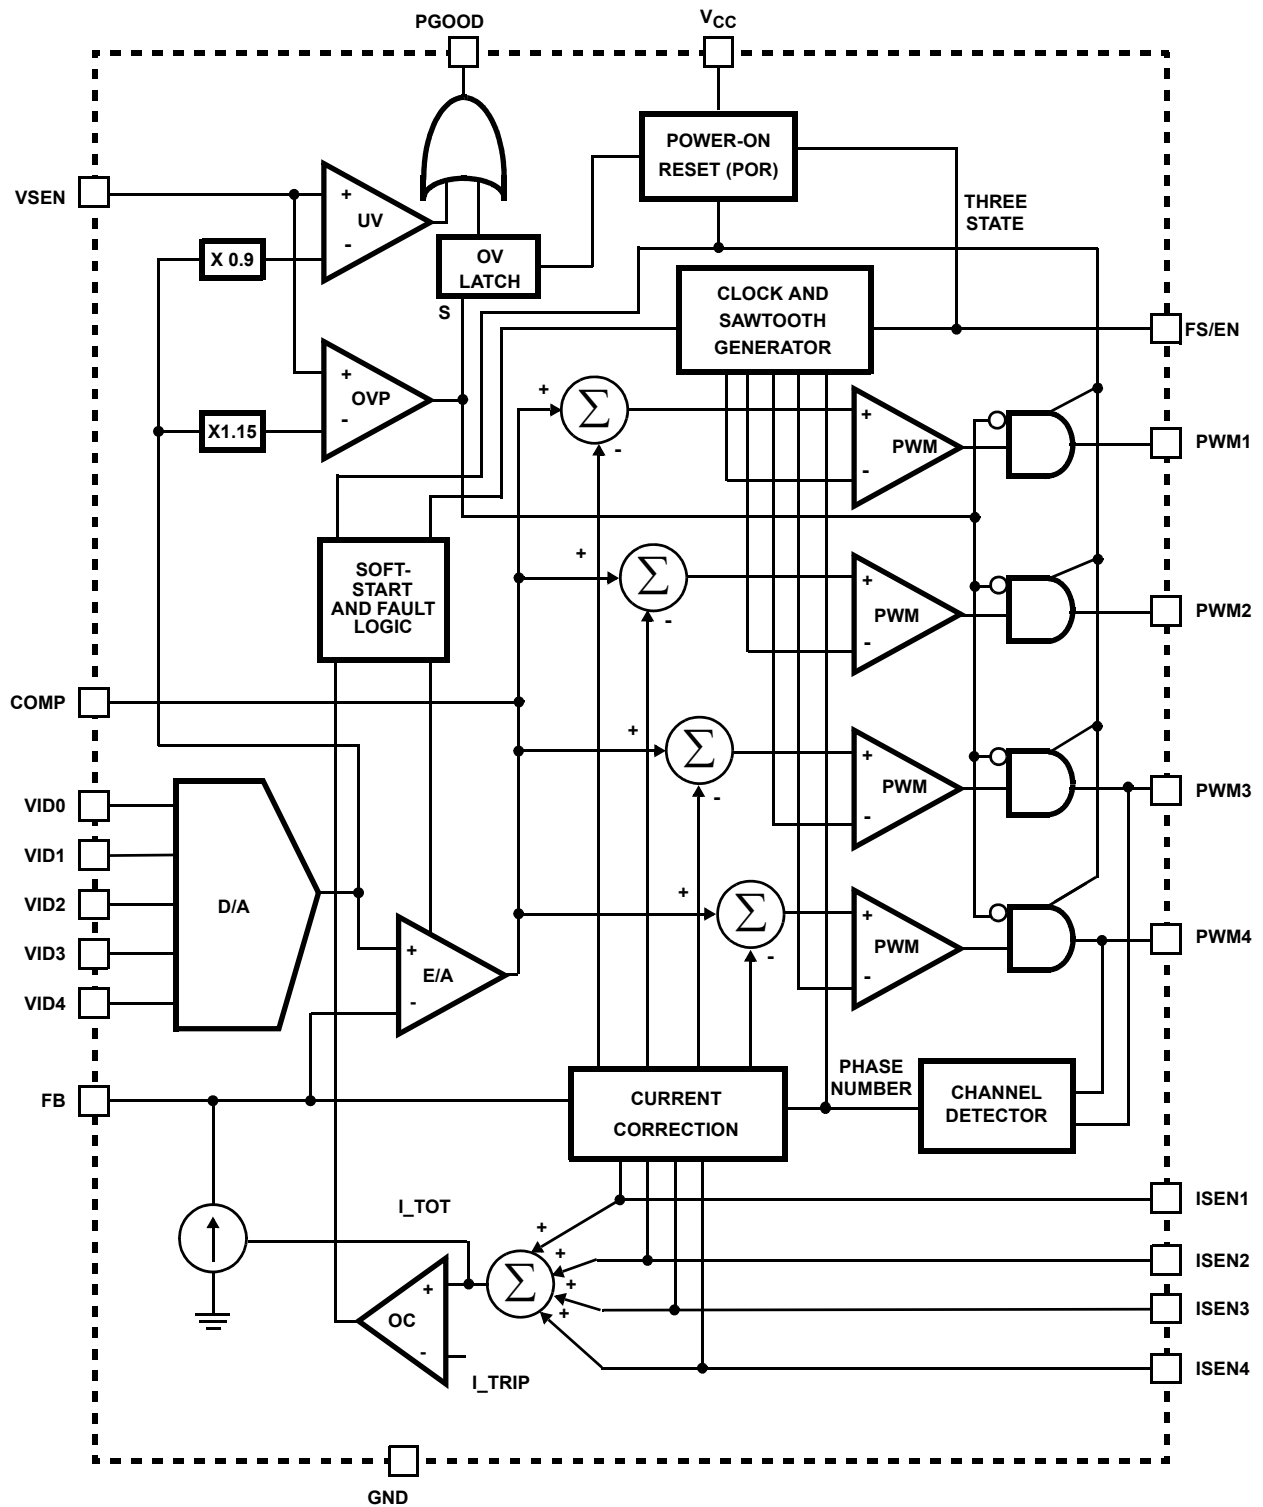 PGOOD
VCC
POWER-ON
RESET (POR)
VSEN
+
UV
-
THREE
STATE
X 0.9
OV
LATCH
S
CLOCK AND
SAWTOOTH
GENERATOR
FS/EN
+
OVP
-
X1.15
+
Σ
-
+
PWM
-
PWM1
SOFT-
START
AND FAULT
LOGIC
+
Σ
-
+
PWM
-
PWM2
COMP
+
Σ
-
+
PWM
-
PWM3
VID0
VID1
VID2
VID3
VID4
D/A
+
E/A
-
+
Σ
-
+
PWM
-
PWM4
FB
CURRENT
CORRECTION
PHASE
NUMBER
CHANNEL
DETECTOR
I_TOT
+
+
+
+
Σ
ISEN1
ISEN2
ISEN3
ISEN4
+
OC
-
I_TRIP
GND